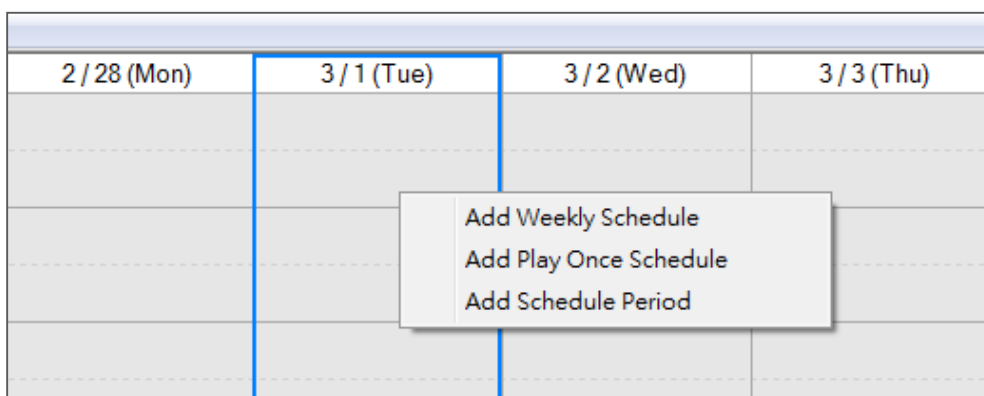 2 / 28 (Mon) 3 / 1 (Tue) 3 / 2 (Wed) 3 / 3 (Thu)
Add Weekly Schedule
Add Play Once Schedule
Add Schedule Period